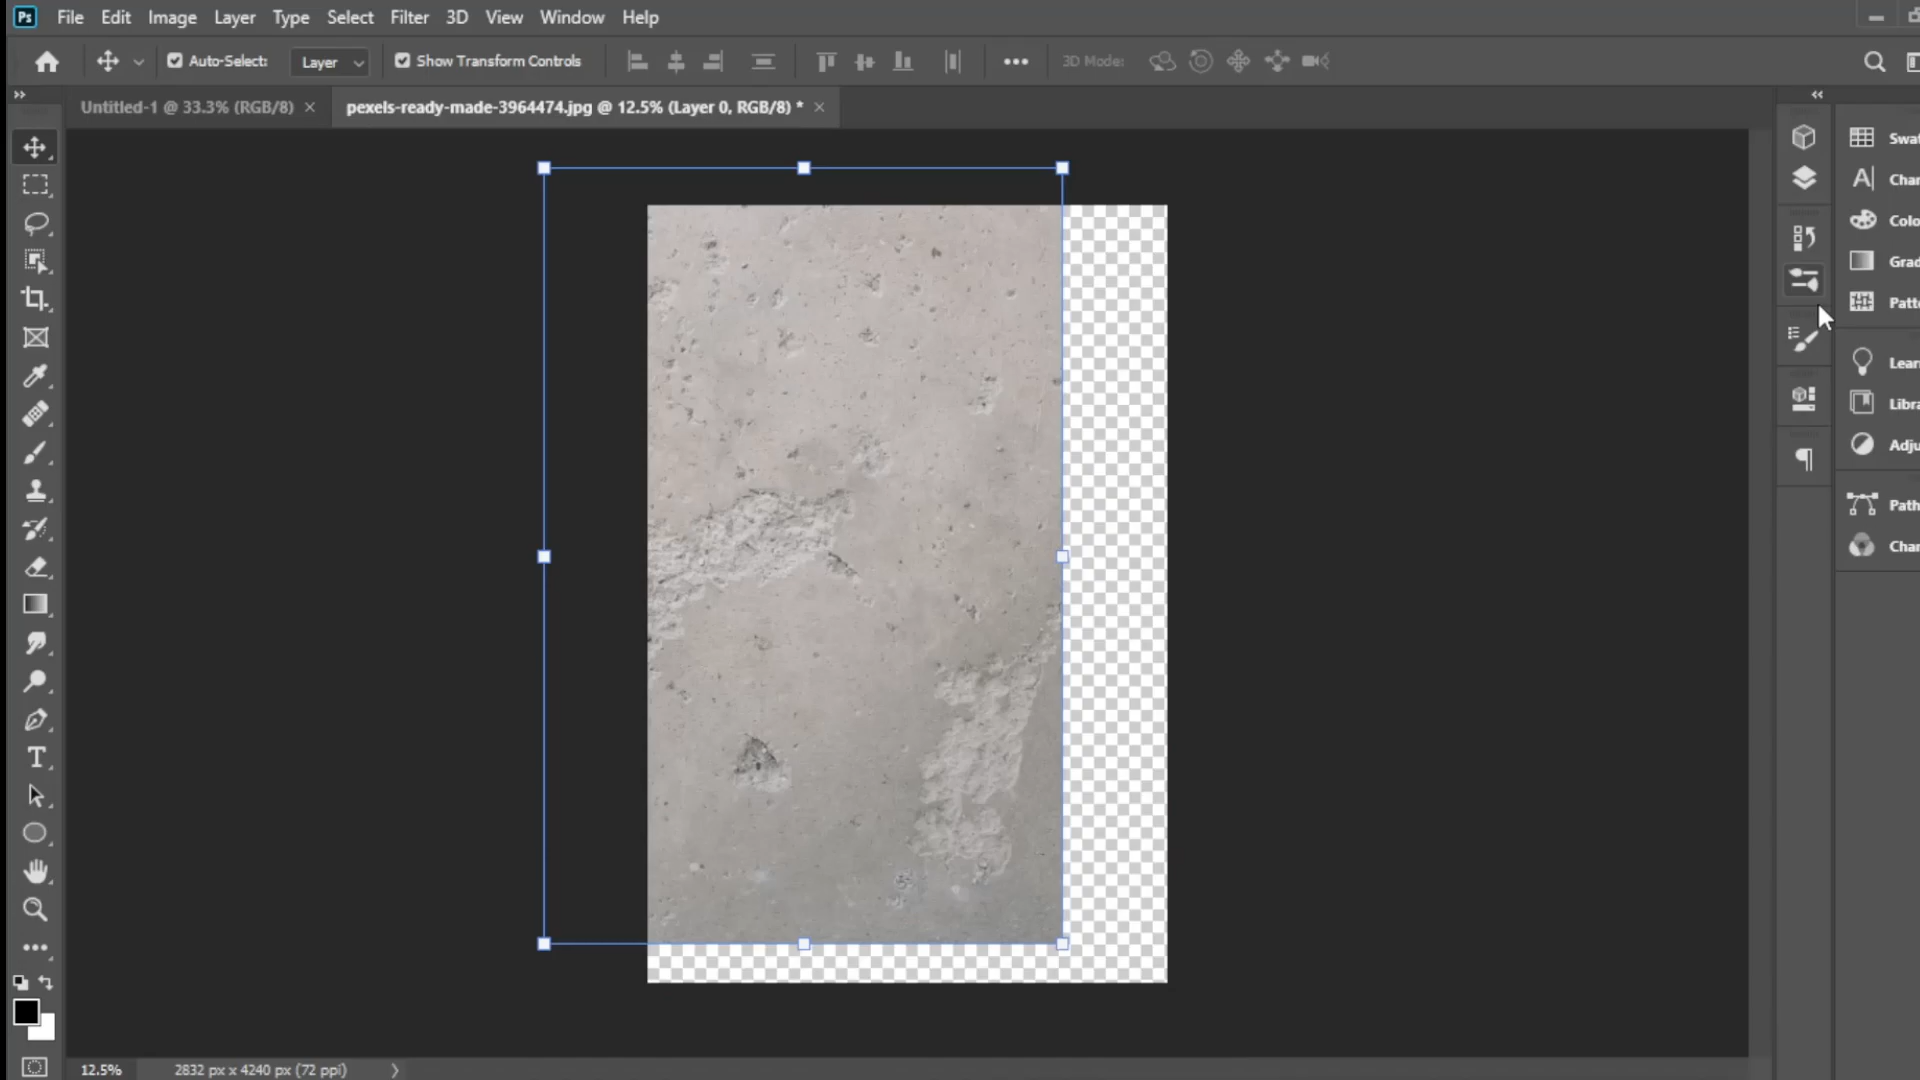 Ps File Edit Image Layer Type Select Filter 3D View Window Help
Auto-Select: Layer Show Transform Controls 3D Mode:
Untitled-1 @ 33.3% (RGB/8) × pexels-ready-made-3964474.jpg @ 12.5% (Layer 0, RGB/8) * ×
Swat
Char
Colo
Grad
Patt
Lear
Libra
Adju
Path
Char
12.5% 2832 px x 4240 px (72 ppi)